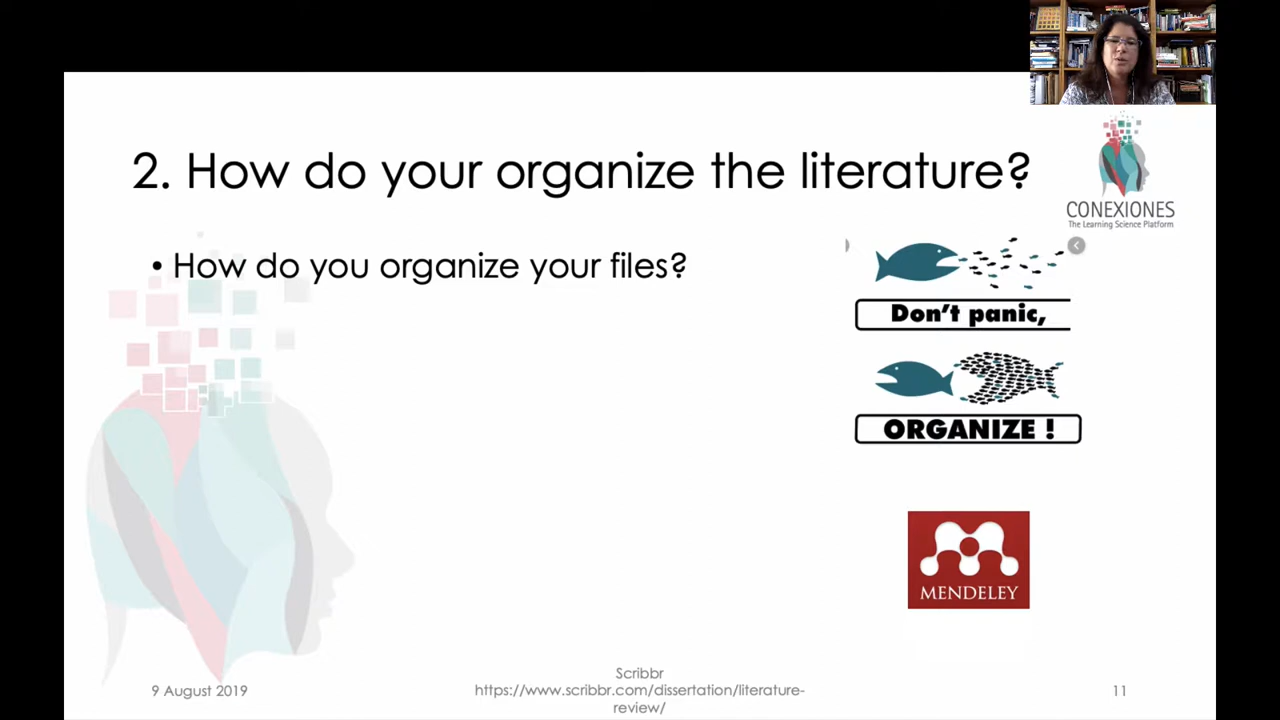 2. How do your organize the literature?
CONEXIONES
The Learning Science Platform
• How do you organize your files?
Don't panic,
ORGANIZE !
MENDELEY
9 August 2019
Scribbr
https://www.scribbr.com/dissertation/literature-
review/
11